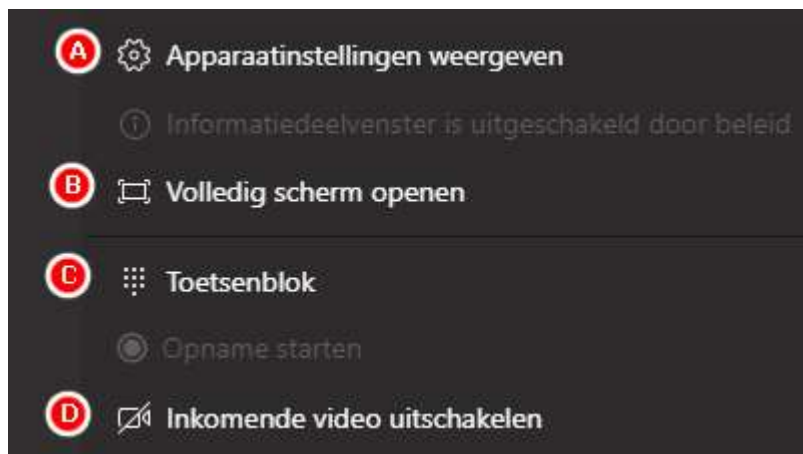 A Apparaatinstellingen weergeven
Informatiedeelvenster is uitgeschakeld door beleid
B Volledig scherm openen
C Toetsenblok
Opname starten
D Inkomende video uitschakelen